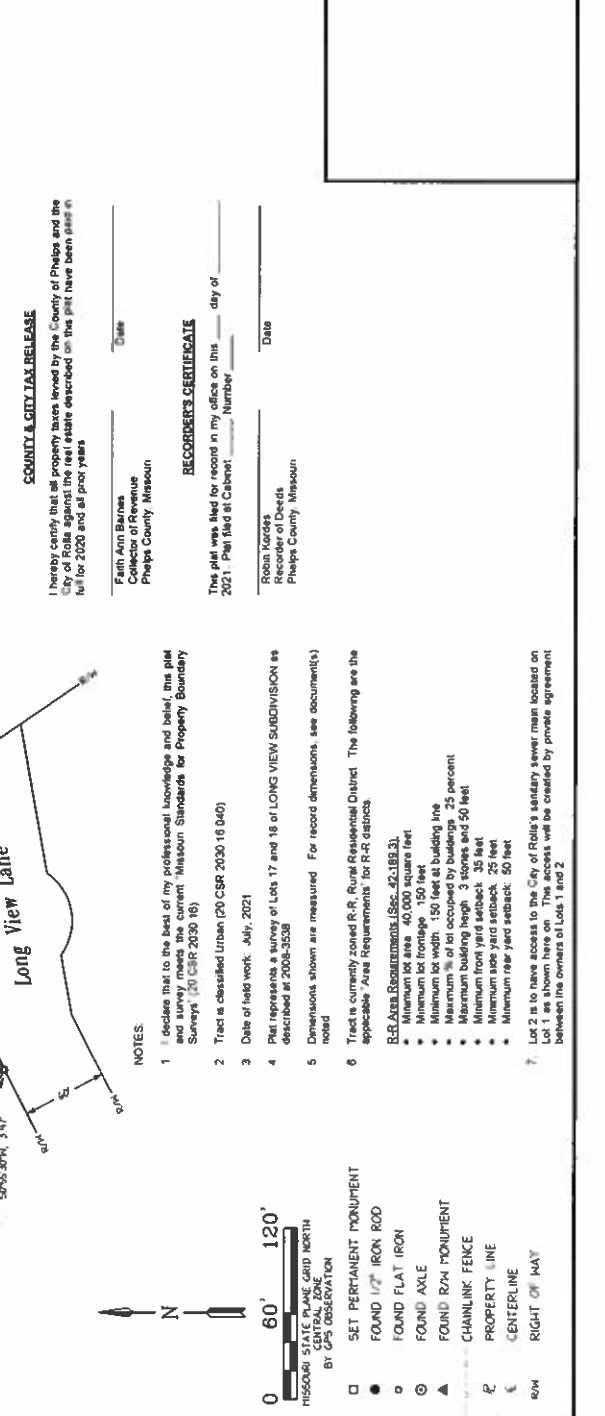 COUNTY & CITY TAX RELEASE
I hereby certify that all property taxes levied by the County of Phelps and the
City of Rolla against the real estate described on this plat have been paid in
full for 2020 and all prior years
Faith Ann Barnes
Collector of Revenue
Phelps County, Missouri
Date
RECORDER'S CERTIFICATE
This plat was filed for record in my office on this ____ day of ________
2021. Plat filed at Cabinet ______ Number ______
Robin Kordes
Recorder of Deeds
Phelps County, Missouri
Date
Long View Lane
R/W
50'
R/W
R/W
NOTES:
1 I declare that to the best of my professional knowledge and belief, this plat
and survey meets the current "Missouri Standards for Property Boundary
Surveys" (20 CSR 2030 16)
2 Tract is classified Urban (20 CSR 2030 16 040)
3 Date of field work: July, 2021
4 Plat represents a survey of Lots 17 and 18 of LONG VIEW SUBDIVISION as
described at 2008-3538
5 Dimensions shown are measured For record dimensions, see document(s)
noted
6 Tract is currently zoned R-R, Rural Residential District The following are the
applicable "Area Requirements" for R-R districts.
R-R Area Requirements (Sec. 42-189.3).
• Minimum lot area 40,000 square feet
• Minimum lot frontage 150 feet
• Minimum lot width 150 feet at building line
• Maximum % of lot occupied by buildings 25 percent
• Maximum building heigh 3 stories and 50 feet
• Minimum front yard setback 35 feet
• Minimum side yard setback 25 feet
• Minimum rear yard setback: 50 feet
7. Lot 2 is to have access to the City of Rolla's sanitary sewer main located on
Lot 1 as shown here on This access will be created by private agreement
between the owners of Lots 1 and 2
N
0 60' 120'
MISSOURI STATE PLANE GRID NORTH
CENTRAL ZONE
BY GPS OBSERVATION
SET PERMANENT MONUMENT
FOUND 1/2" IRON ROD
FOUND FLAT IRON
FOUND AXLE
FOUND R/W MONUMENT
CHAINLINK FENCE
PROPERTY LINE
CENTERLINE
R/W RIGHT OF WAY